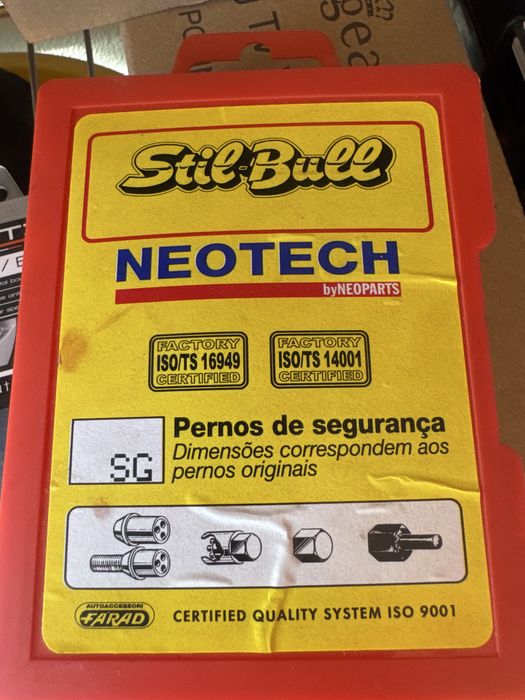 Stil-Bull
NEOTECH
byNEOPARTS
FACTORY
ISO/TS 16949
CERTIFIED
FACTORY
ISO/TS 14001
CERTIFIED
SG
Pernos de segurança
Dimensões correspondem aos
pernos originais
AUTOACCESSORI
FARAD
CERTIFIED QUALITY SYSTEM ISO 9001